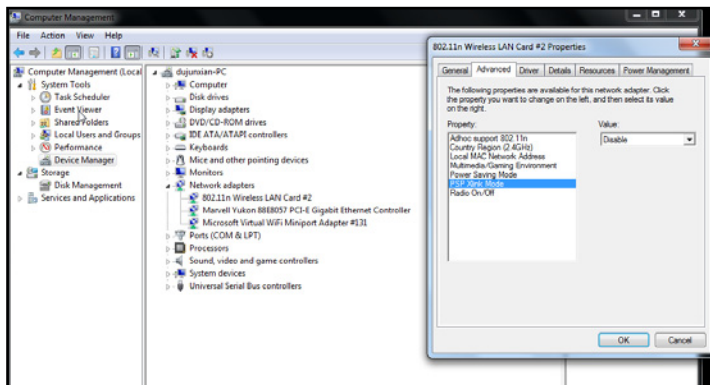 Computer Management
File Action View Help
Computer Management (Local
System Tools
Task Scheduler
Event Viewer
Shared Folders
Local Users and Groups
Performance
Device Manager
Storage
Disk Management
Services and Applications
dujunxian-PC
Computer
Disk drives
Display adapters
DVD/CD-ROM drives
IDE ATA/ATAPI controllers
Keyboards
Mice and other pointing devices
Monitors
Network adapters
802.11n Wireless LAN Card #2
Marvell Yukon 88E8057 PCI-E Gigabit Ethernet Controller
Microsoft Virtual WiFi Miniport Adapter #131
Ports (COM & LPT)
Processors
Sound, video and game controllers
System devices
Universal Serial Bus controllers
802.11n Wireless LAN Card #2 Properties
General Advanced Driver Details Resources Power Management
The following properties are available for this network adapter. Click
the property you want to change on the left, and then select its value
on the right.
Property:
Value:
Adhoc support 802.11n
Country Region (2.4GHz)
Local MAC Network Address
Multimedia/Gaming Environment
Power Saving Mode
PSP Xlink Mode
Radio On/Off
Disable
OK Cancel